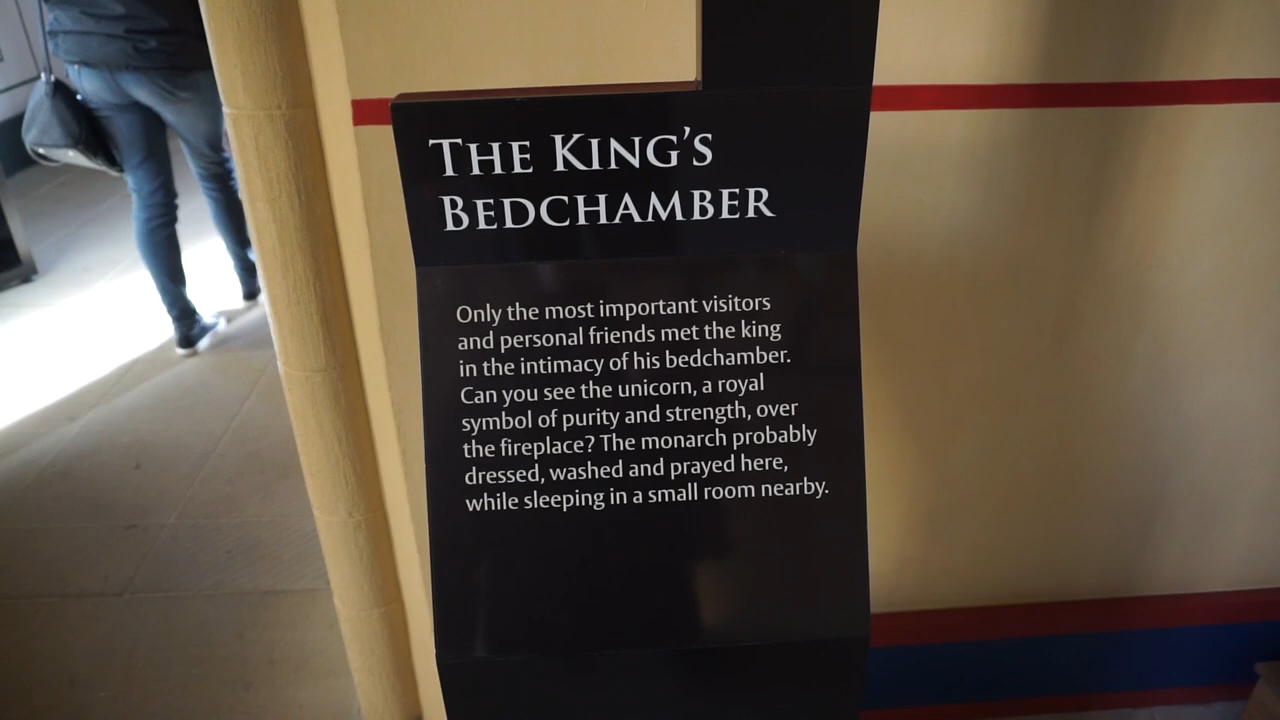 THE KING'S
BEDCHAMBER
Only the most important visitors
and personal friends met the king
in the intimacy of his bedchamber.
Can you see the unicorn, a royal
symbol of purity and strength, over
the fireplace? The monarch probably
dressed, washed and prayed here,
while sleeping in a small room nearby.